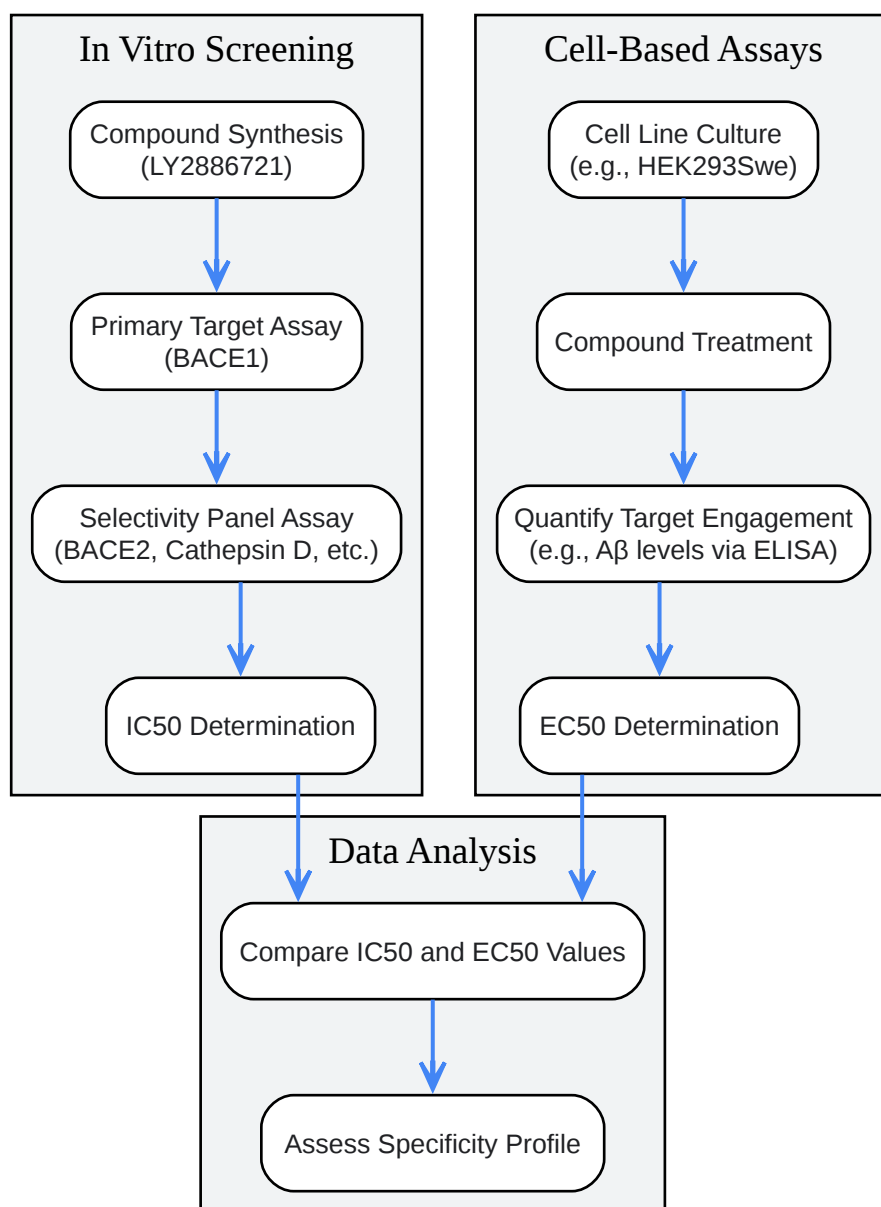 In Vitro Screening
Compound Synthesis
(LY2886721)
Primary Target Assay
(BACE1)
Selectivity Panel Assay
(BACE2, Cathepsin D, etc.)
IC50 Determination
Cell-Based Assays
Cell Line Culture
(e.g., HEK293Swe)
Compound Treatment
Quantify Target Engagement
(e.g., Aβ levels via ELISA)
EC50 Determination
Data Analysis
Compare IC50 and EC50 Values
Assess Specificity Profile